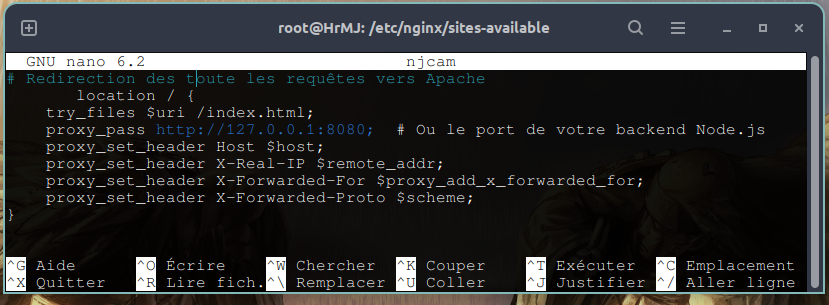 root@HrMJ: /etc/nginx/sites-available
GNU nano 6.2 njcam
# Redirection des toute les requêtes vers Apache
location / {
try_files $uri /index.html;
proxy_pass http://127.0.0.1:8080; # Ou le port de votre backend Node.js
proxy_set_header Host $host;
proxy_set_header X-Real-IP $remote_addr;
proxy_set_header X-Forwarded-For $proxy_add_x_forwarded_for;
proxy_set_header X-Forwarded-Proto $scheme;
}
^G Aide ^O Écrire ^W Chercher ^K Couper ^T Exécuter ^C Emplacement
^X Quitter ^R Lire fich. ^\ Remplacer ^U Coller ^J Justifier ^/ Aller ligne